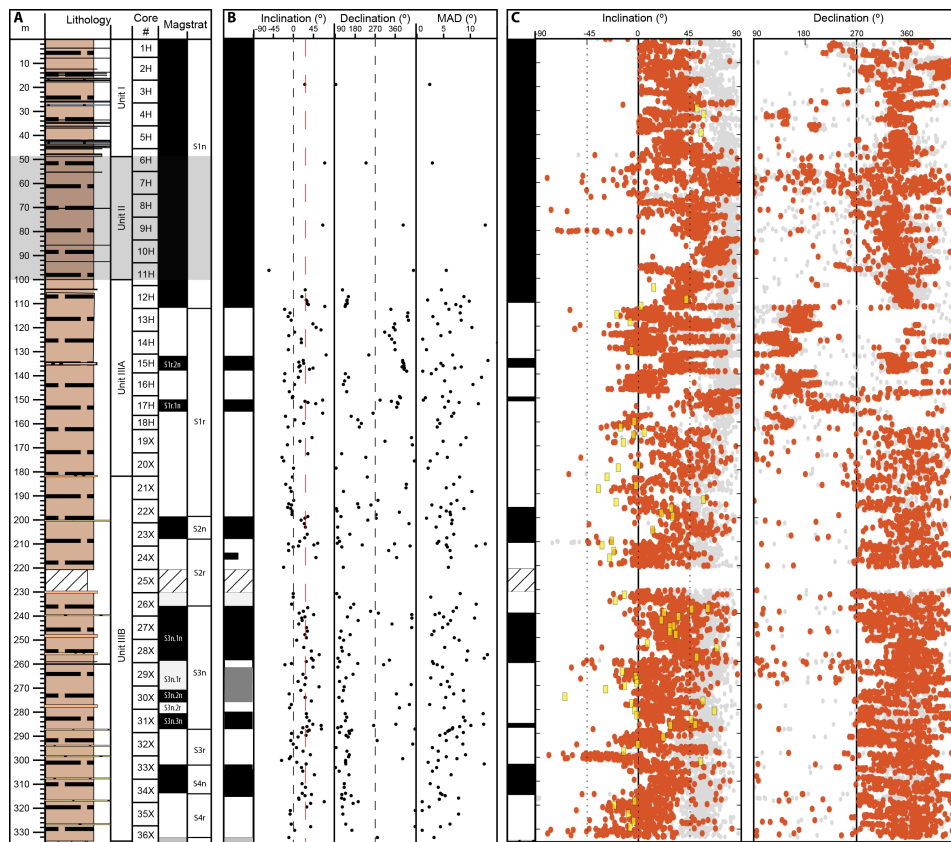 A
m
Lithology
Core
#
Magstrat
B
Inclination (º)
Declination (º)
MAD
C
Inclination (º)
Declination (º)
-90 -45 0 45
90 180 360
0 5 10
-90 -45 0 45 90
90 180 270 360
10
20
30
40
50
60
70
80
90
100
110
120
130
140
150
160
170
180
190
200
210
220
230
240
250
260
270
280
290
300
310
320
330
Unit I
Unit II
Unit IIIA
Unit IIIB
1H
2H
3H
4H
5H
6H
7H
8H
9H
10H
11H
12H
13H
14H
15H
16H
17H
18H
19X
20X
21X
22X
23X
24X
25X
26X
27X
28X
29X
30X
31X
32X
33X
34X
35X
36X
S1r.2n
S1r.1n
S3n.1n
S3n.1r
S3n.2n
S3n.2r
S3n.3n
S1n
S1r
S2n
S2r
S3n
S3r
S4n
S4r